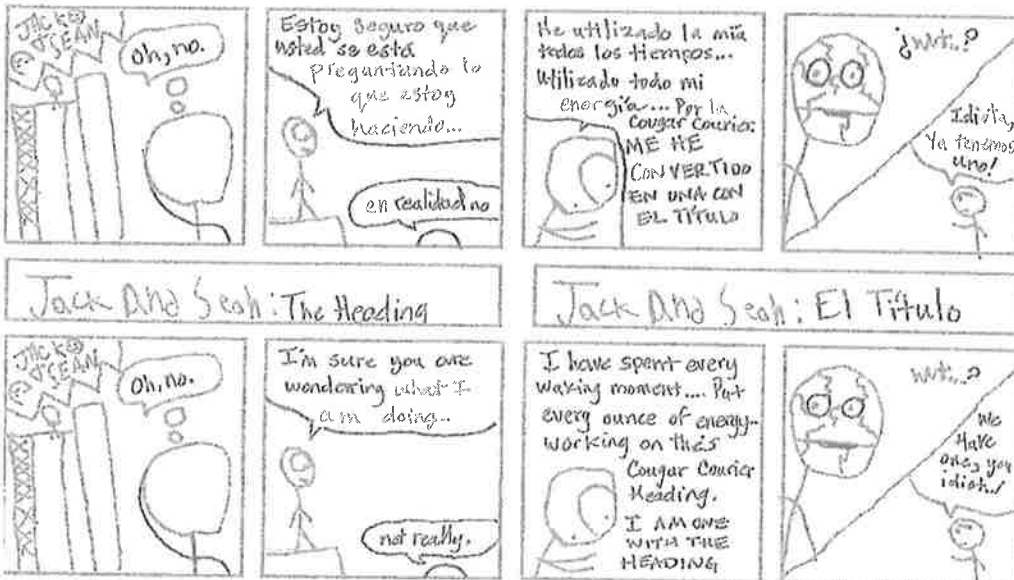 JACK
& SEAN
Oh, no.
Estoy seguro que
usted se está
preguntando lo
que estoy
haciendo...
en realidad no
He utilizado la mía
todos los tiempos...
Utilizado todo mi
energía... Por la
Cougar Courier.
ME HE
CONVERTIDO
EN UNA CON
EL TÍTULO
Idiota,
Ya tenemos
uno!
Jack And Sean: The Heading
Jack And Sean: El Título
JACK
& SEAN
Oh, no.
I'm sure you are
wondering what I
am doing...
not really.
I have spent every
waking moment.... Put
every ounce of energy..
working on this
Cougar Courier
Heading.
I AM ONE
WITH THE
HEADING
We
Have
one, you
idiot..!